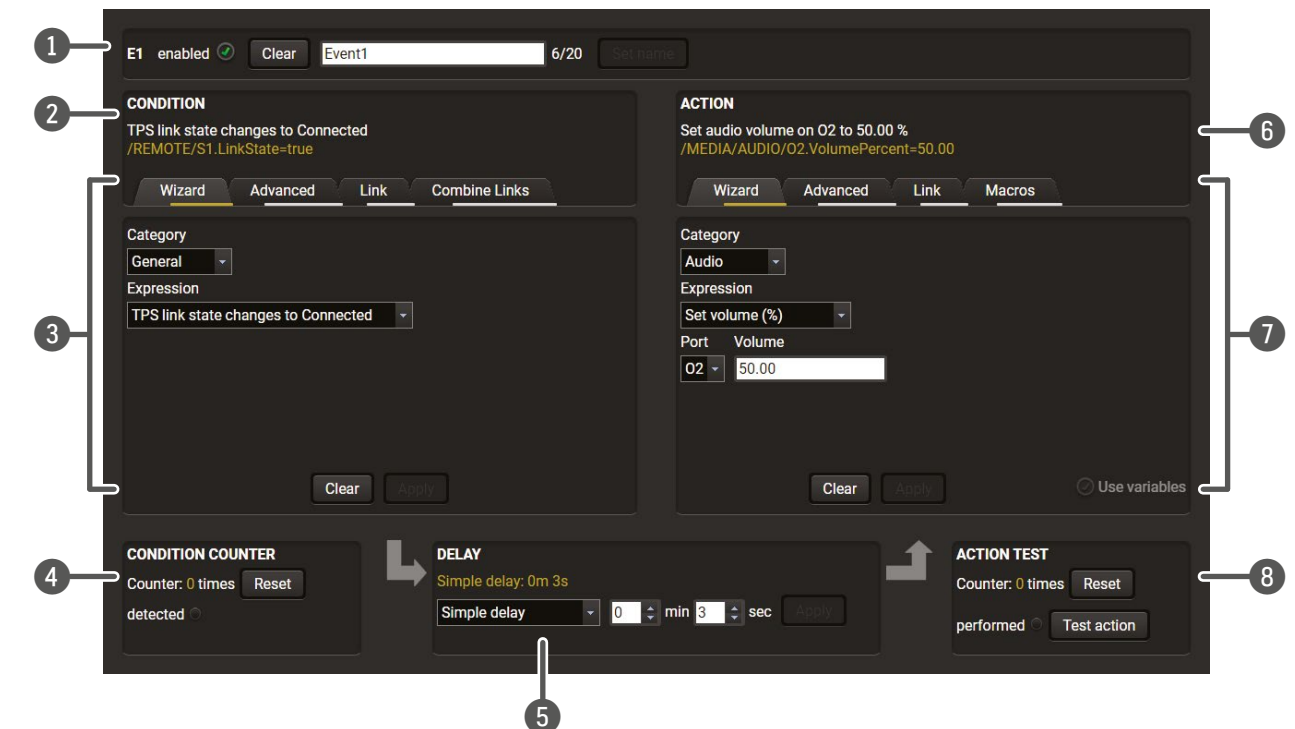 1
E1 enabled Clear Event1 6/20 Set name
2
CONDITION
TPS link state changes to Connected
/REMOTE/S1.LinkState=true
Wizard Advanced Link Combine Links
3
Category
General
Expression
TPS link state changes to Connected
Clear Apply
ACTION
Set audio volume on O2 to 50.00 %
/MEDIA/AUDIO/O2.VolumePercent=50.00
6
Wizard Advanced Link Macros
Category
Audio
Expression
Set volume (%)
Port Volume
O2 50.00
7
Clear Apply Use variables
4
CONDITION COUNTER
Counter: 0 times Reset
detected
DELAY
Simple delay: 0m 3s
Simple delay 0 min 3 sec Apply
5
ACTION TEST
Counter: 0 times Reset
performed Test action
8